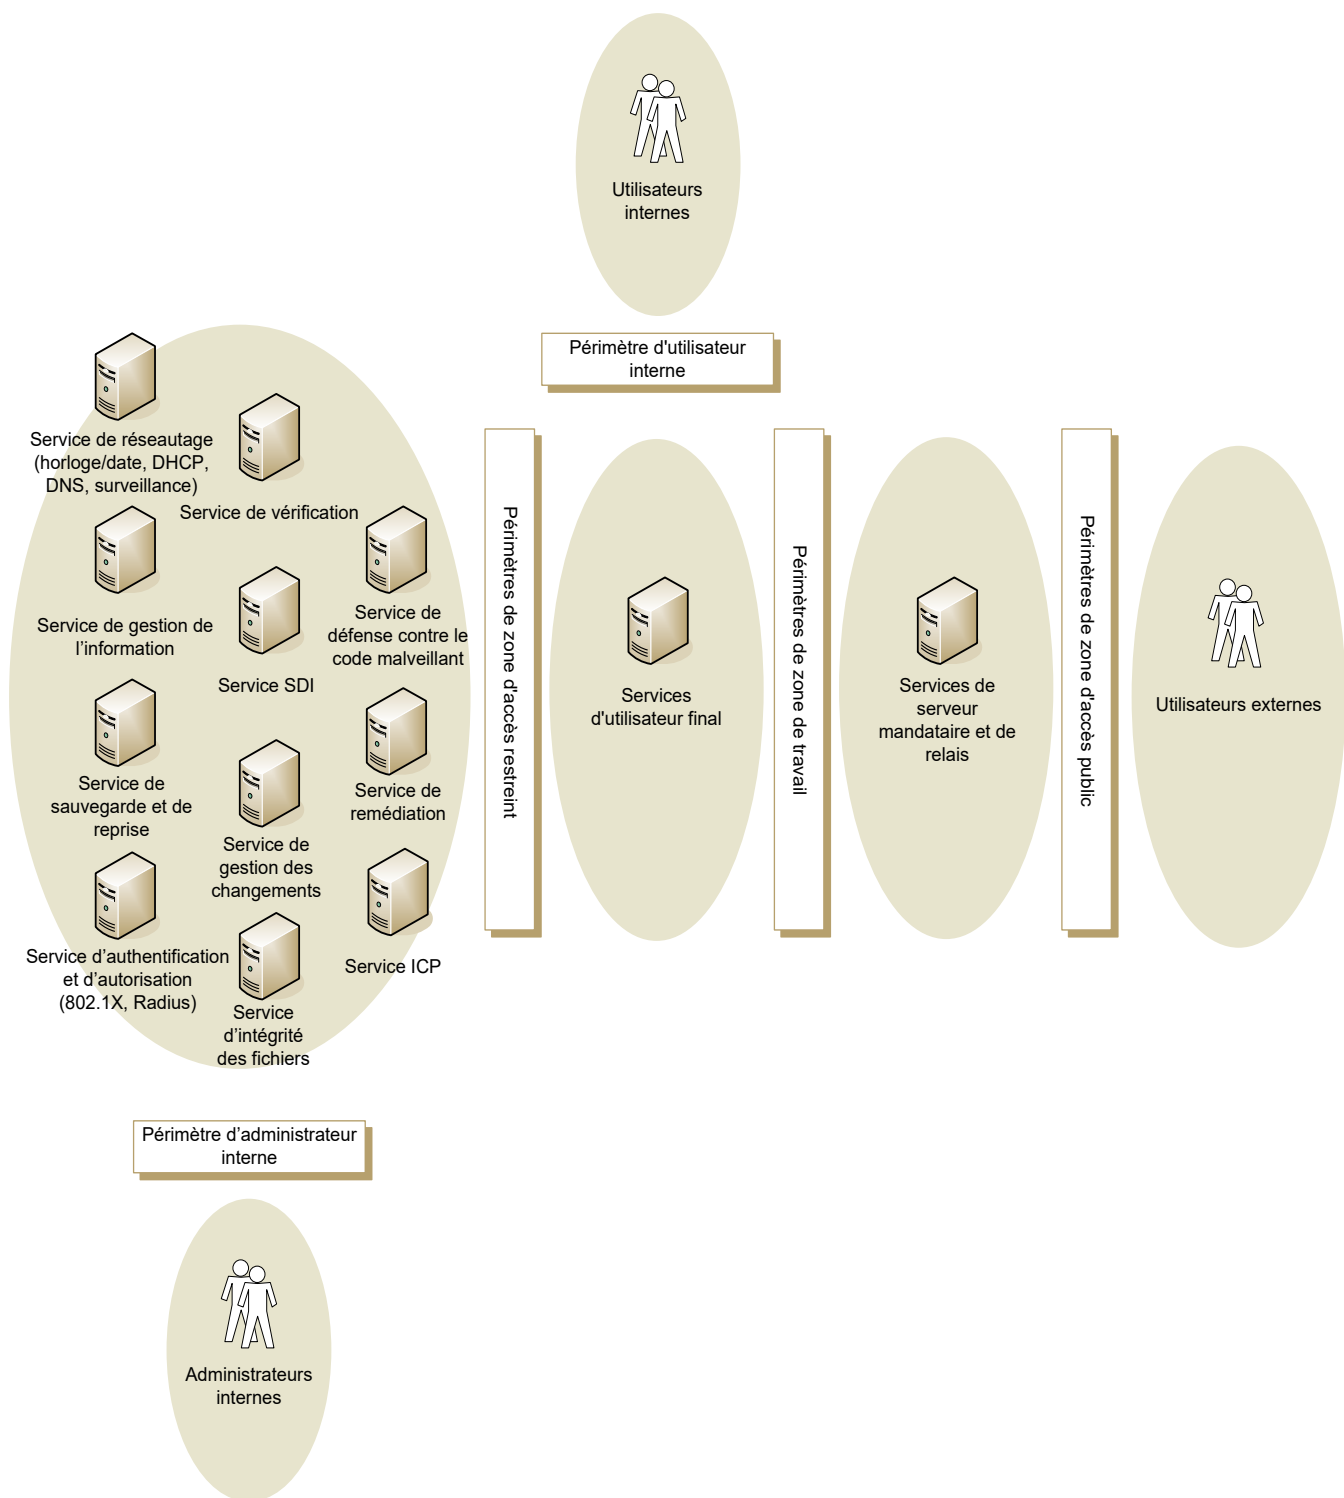 Utilisateurs
internes
Périmètre d'utilisateur
interne
Service de réseautage
(horloge/date, DHCP,
DNS, surveillance)
Service de vérification
Service de gestion de
l’information
Service SDI
Service de
défense contre le
code malveillant
Service de
sauvegarde et de
reprise
Service de
gestion des
changements
Service de
remédiation
Service d’authentification
et d’autorisation
(802.1X, Radius)
Service
d’intégrité
des fichiers
Service ICP
Périmètres de zone d'accès restreint
Services
d'utilisateur final
Périmètres de zone de travail
Services de
serveur
mandataire et de
relais
Périmètres de zone d'accès public
Utilisateurs externes
Périmètre d’administrateur
interne
Administrateurs
internes